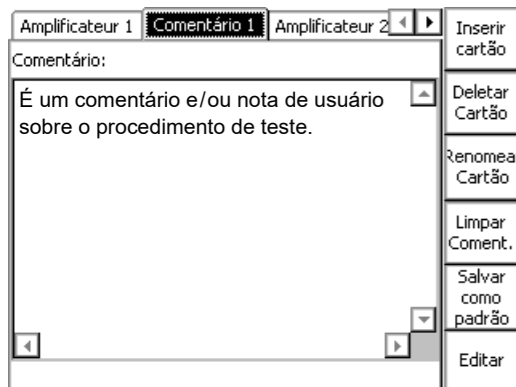 Amplificateur 1 Comentário 1 Amplificateur 2
Comentário:
É um comentário e/ou nota de usuário
sobre o procedimento de teste.
Inserir
cartão
Deletar
Cartão
Renomea
Cartão
Limpar
Coment.
Salvar
como
padrão
Editar